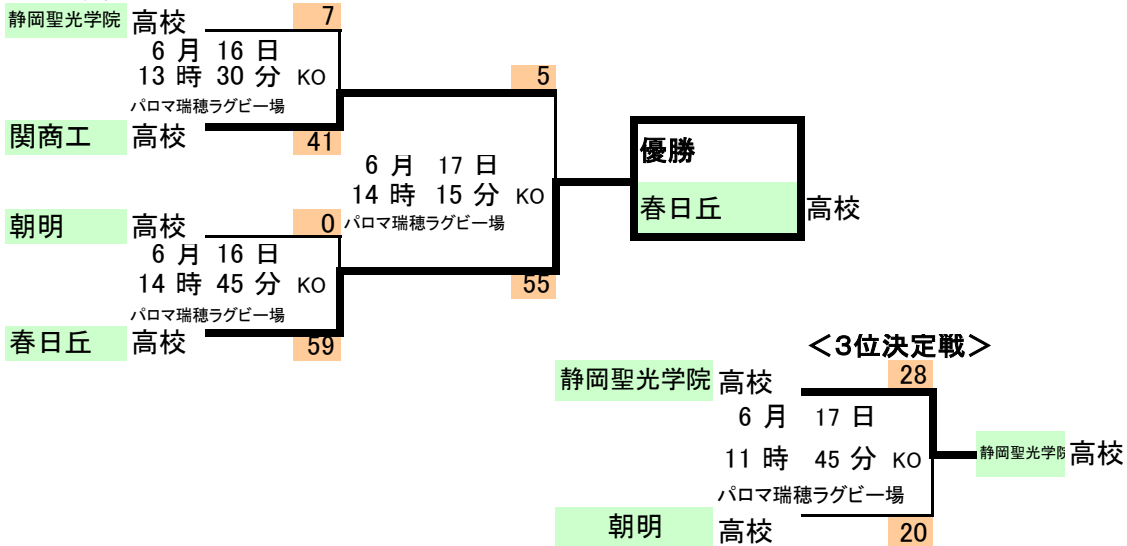 静岡聖光学院 高校 7
6 月 16 日
13 時 30 分 KO
パロマ瑞穂ラグビー場
関商工 高校 41
5
6 月 17 日
14 時 15 分 KO
パロマ瑞穂ラグビー場
55
優勝
春日丘 高校
朝明 高校 0
6 月 16 日
14 時 45 分 KO
パロマ瑞穂ラグビー場
春日丘 高校 59
＜3位決定戦＞
静岡聖光学院 高校 28
6 月 17 日
11 時 45 分 KO
パロマ瑞穂ラグビー場
朝明 高校 20
静岡聖光学院 高校